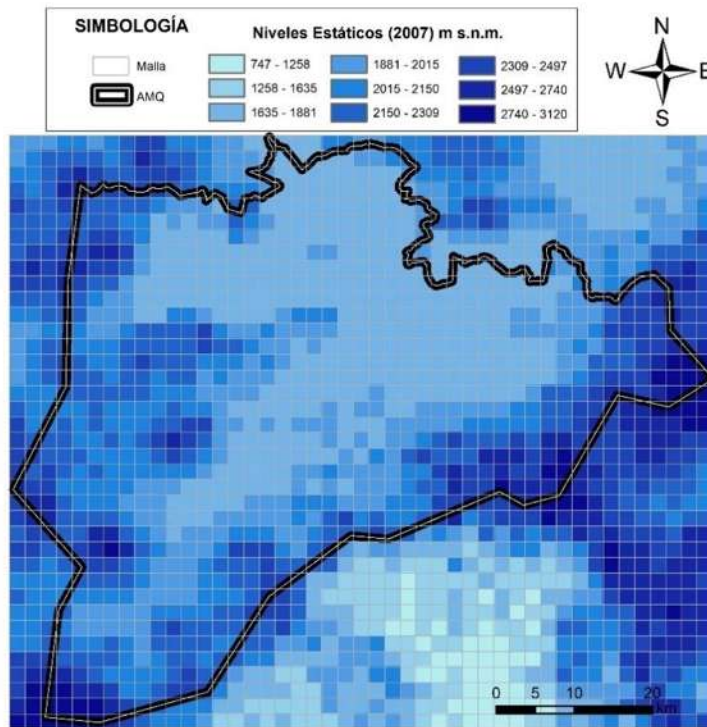 SIMBOLOGÍA
Malla
AMQ
Niveles Estáticos (2007) m s.n.m.
747 - 1258
1258 - 1635
1635 - 1881
1881 - 2015
2015 - 2150
2150 - 2309
2309 - 2497
2497 - 2740
2740 - 3120
N
W
E
S
0 5 10 20
km